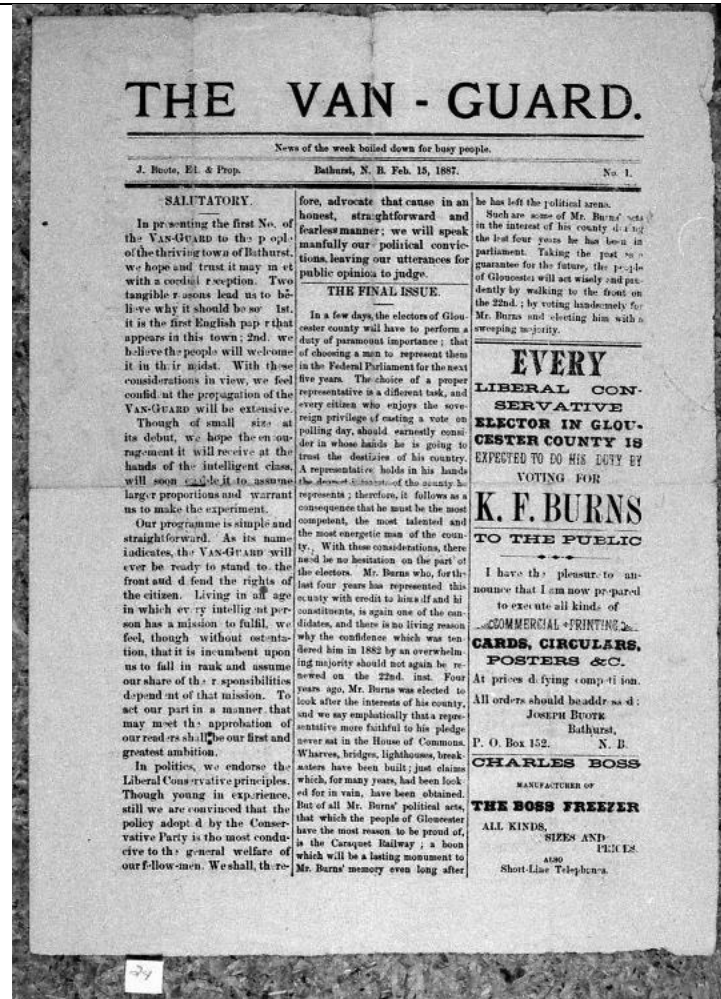 THE VAN-GUARD.
News of the week boiled down for busy people.
J. Buote, Ed. & Prop. Bathurst, N. B. Feb. 15, 1887. No. 1.
SALUTATORY.
In presenting the first No. of
the VAN-GUARD to the people
of the thriving town of Bathurst,
we hope and trust it may meet
with a cordial reception. Two
tangible reasons lead us to be-
lieve why it should be so: 1st.
it is the first English paper that
appears in this town; 2nd. we
believe the people will welcome
it in their midst. With these
considerations in view, we feel
confident the propagation of the
VAN-GUARD will be extensive.
Though of small size at
its debut, we hope the encou-
ragement it will receive at the
hands of the intelligent class,
will soon enable it to assume
larger proportions and warrant
us to make the experiment.
Our programme is simple and
straightforward. As its name
indicates, the VAN-GUARD will
ever be ready to stand to the
front and defend the rights of
the citizen. Living in an age
in which every intelligent per-
son has a mission to fulfil, we
feel, though without ostenta-
tion, that it is incumbent upon
us to fall in rank and assume
our share of the responsibilities
dependent of that mission. To
act our part in a manner that
may meet the approbation of
our readers shall be our first and
greatest ambition.
In politics, we endorse the
Liberal Conservative principles.
Though young in experience,
still we are convinced that the
policy adopted by the Conser-
vative Party is the most condu-
cive to the general welfare of
our fellow-men. We shall, there-
fore, advocate that cause in an
honest, straightforward and
fearless manner; we will speak
manfully our political convic-
tions, leaving our utterances for
public opinion to judge.
THE FINAL ISSUE.
In a few days, the electors of Glou-
cester county will have to perform a
duty of paramount importance; that
of choosing a man to represent them
in the Federal Parliament for the next
five years. The choice of a proper
representative is a different task, and
every citizen who enjoys the sove-
reign privilege of casting a vote on
polling day, should earnestly consi-
der in whose hands he is going to
trust the destinies of his country.
A representative holds in his hands
the dearest interests of the county he
represents; therefore, it follows as a
consequence that he must be the most
competent, the most talented and
the most energetic man of the coun-
ty. With these considerations, there
need be no hesitation on the part of
the electors. Mr. Burns who, for the
last four years has represented this
county with credit to himself and his
constituents, is again one of the can-
didates, and there is no living reason
why the confidence which was ten-
dered him in 1882 by an overwhelm-
ing majority should not again be re-
newed on the 22nd. inst. Four
years ago, Mr. Burns was elected to
look after the interests of his county,
and we say emphatically that a repre-
sentative more faithful to his pledge
never sat in the House of Commons.
Wharves, bridges, lighthouses, break-
waters have been built; just claims
which, for many years, had been look-
ed for in vain, have been obtained.
But of all Mr. Burns' political acts,
that which the people of Gloucester
have the most reason to be proud of,
is the Caraquet Railway; a boon
which will be a lasting monument to
Mr. Burns' memory even long after
he has left the political arena.
Such are some of Mr. Burns' acts
in the interest of his county during
the last four years he has been in
parliament. Taking the past as a
guarantee for the future, the people
of Gloucester will act wisely and pru-
dently by walking to the front on
the 22nd.; by voting handsomely for
Mr. Burns and electing him with a
sweeping majority.
EVERY
LIBERAL CON-
SERVATIVE
ELECTOR IN GLOU-
CESTER COUNTY IS
EXPECTED TO DO HIS DUTY BY
VOTING FOR
K. F. BURNS
TO THE PUBLIC
I have the pleasure to an-
nounce that I am now prepared
to execute all kinds of
COMMERCIAL PRINTING
CARDS, CIRCULARS,
POSTERS &C.
At prices defying competition.
All orders should be addressed:
JOSEPH BUOTE
Bathurst,
P. O. Box 152. N. B.
CHARLES BOSS
MANUFACTURER OF
THE BOSS FREEZER
ALL KINDS,
SIZES AND
PRICES.
ALSO
Short-Line Telephones.
24